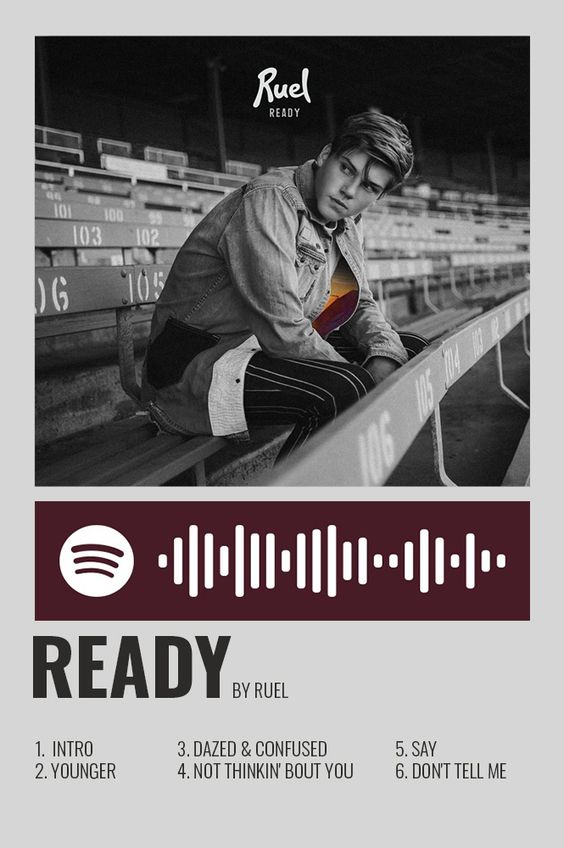 Ruel
READY
101 100 99
103 102
06 105
104 103
105
106
READY
BY RUEL
1. INTRO
2. YOUNGER
3. DAZED & CONFUSED
4. NOT THINKIN' BOUT YOU
5. SAY
6. DON'T TELL ME